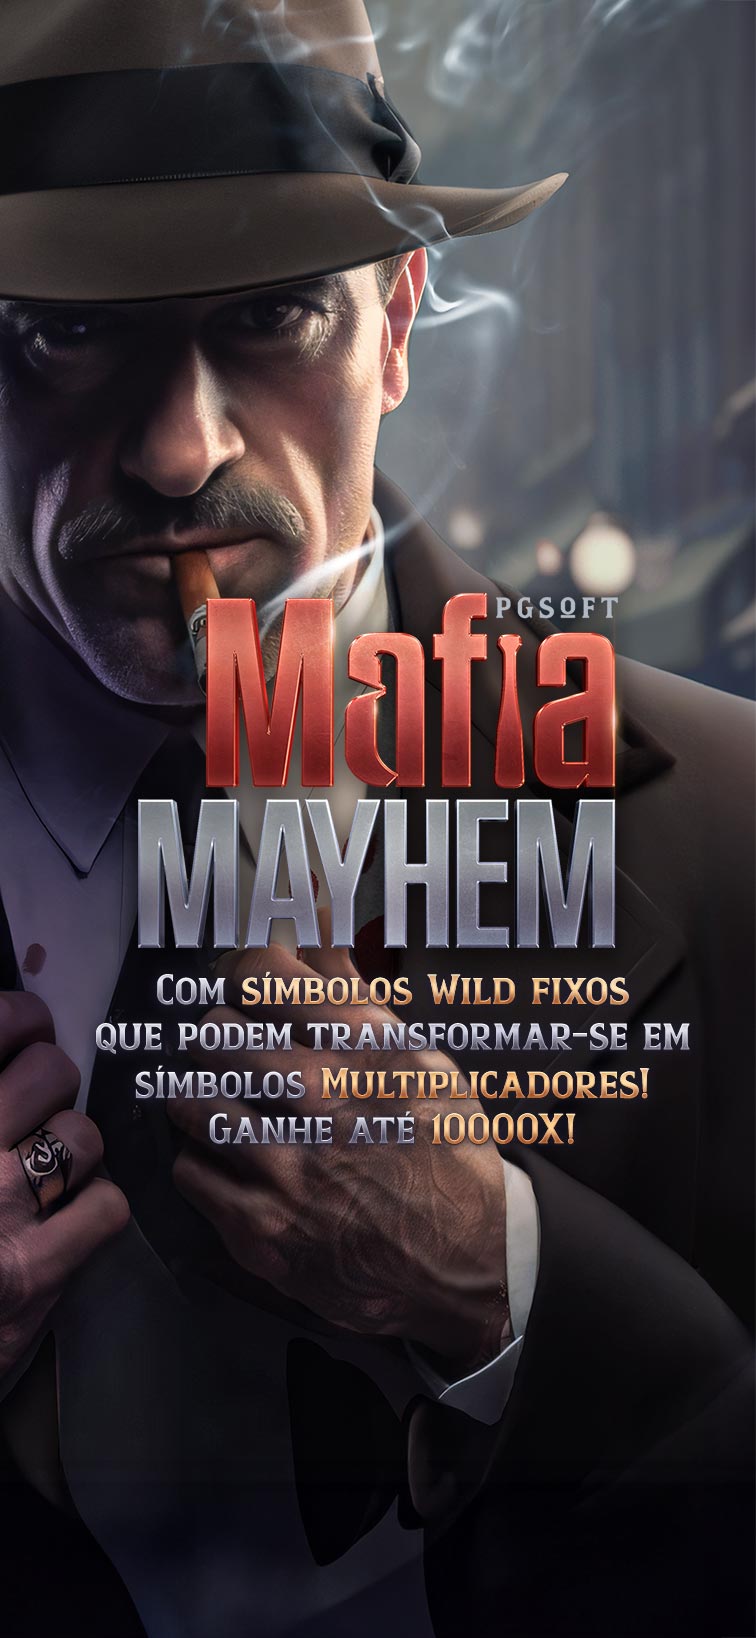 PGSOFT
Mafia
MAYHEM
Com símbolos Wild fixos
que podem transformar-se em
símbolos Multiplicadores!
Ganhe até 10000x!